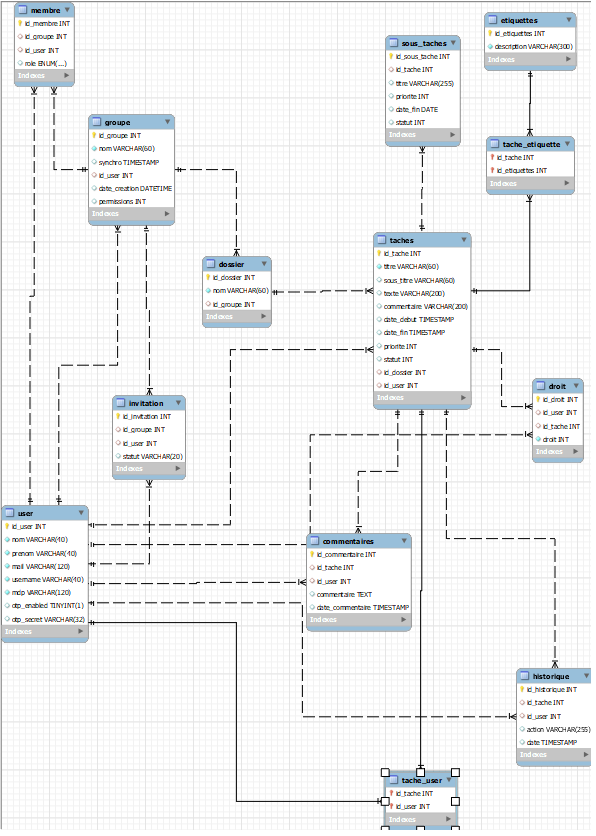 membre
id_membre INT
id_groupe INT
id_user INT
role ENUM(...)
Indexes
groupe
id_groupe INT
nom VARCHAR(60)
synchro TIMESTAMP
id_user INT
date_creation DATETIME
permissions INT
Indexes
dossier
id_dossier INT
nom VARCHAR(60)
id_groupe INT
Indexes
invitation
id_invitation INT
id_groupe INT
id_user INT
statut VARCHAR(20)
Indexes
user
id_user INT
nom VARCHAR(40)
prenom VARCHAR(40)
mail VARCHAR(120)
username VARCHAR(40)
mdp VARCHAR(120)
otp_enabled TINYINT(1)
otp_secret VARCHAR(32)
Indexes
sous_taches
id_sous_tache INT
id_tache INT
titre VARCHAR(255)
priorite INT
date_fin DATE
statut INT
Indexes
etiquettes
id_etiquettes INT
description VARCHAR(300)
Indexes
tache_etiquette
id_tache INT
id_etiquettes INT
Indexes
taches
id_tache INT
titre VARCHAR(60)
sous_titre VARCHAR(60)
texte VARCHAR(200)
commentaire VARCHAR(200)
date_debut TIMESTAMP
date_fin TIMESTAMP
priorite INT
statut INT
id_dossier INT
id_user INT
Indexes
droit
id_droit INT
id_user INT
id_tache INT
droit INT
Indexes
commentaires
id_commentaire INT
id_tache INT
id_user INT
commentaire TEXT
date_commentaire TIMESTAMP
Indexes
historique
id_historique INT
id_tache INT
id_user INT
action VARCHAR(255)
date TIMESTAMP
Indexes
tache_user
id_tache INT
id_user INT
Indexes